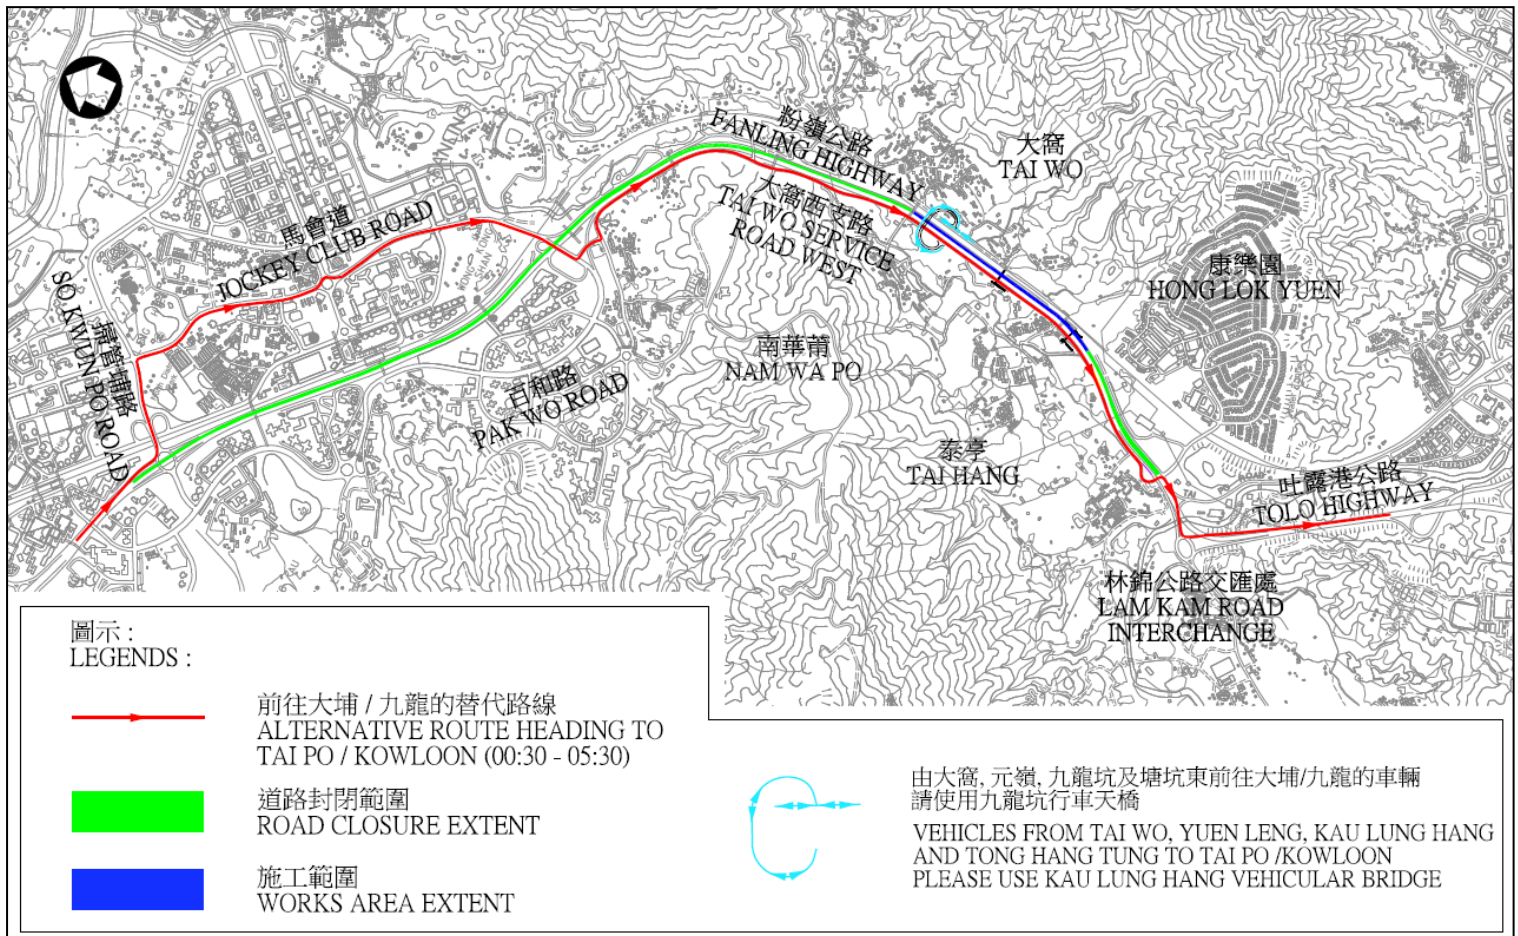 粉嶺公路
FANLING HIGHWAY
大窩
TAI WO
大窩西支路
TAI WO SERVICE
ROAD WEST
馬會道
JOCKEY CLUB ROAD
掃管埔路
SO KWUN PO ROAD
康樂園
HONG LOK YUEN
南華莆
NAM WA PO
百和路
PAK WO ROAD
泰亨
TAI HANG
吐露港公路
TOLO HIGHWAY
林錦公路交匯處
LAM KAM ROAD
INTERCHANGE
圖示 :
LEGENDS :
前往大埔 / 九龍的替代路線
ALTERNATIVE ROUTE HEADING TO
TAI PO / KOWLOON (00:30 - 05:30)
道路封閉範圍
ROAD CLOSURE EXTENT
施工範圍
WORKS AREA EXTENT
由大窩, 元嶺, 九龍坑及塘坑東前往大埔/九龍的車輛
請使用九龍坑行車天橋
VEHICLES FROM TAI WO, YUEN LENG, KAU LUNG HANG
AND TONG HANG TUNG TO TAI PO /KOWLOON
PLEASE USE KAU LUNG HANG VEHICULAR BRIDGE